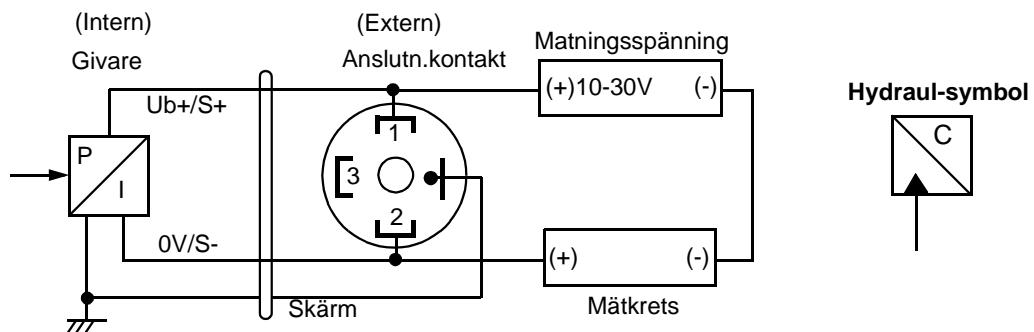 (Intern)
Givare
(Extern)
Anslutn.kontakt
Matningsspänning
(+)10-30V (-)
Hydraul-symbol
Ub+/S+
1
C
P
I
3
2
0V/S-
(+) (-)
Skärm
Mätkrets